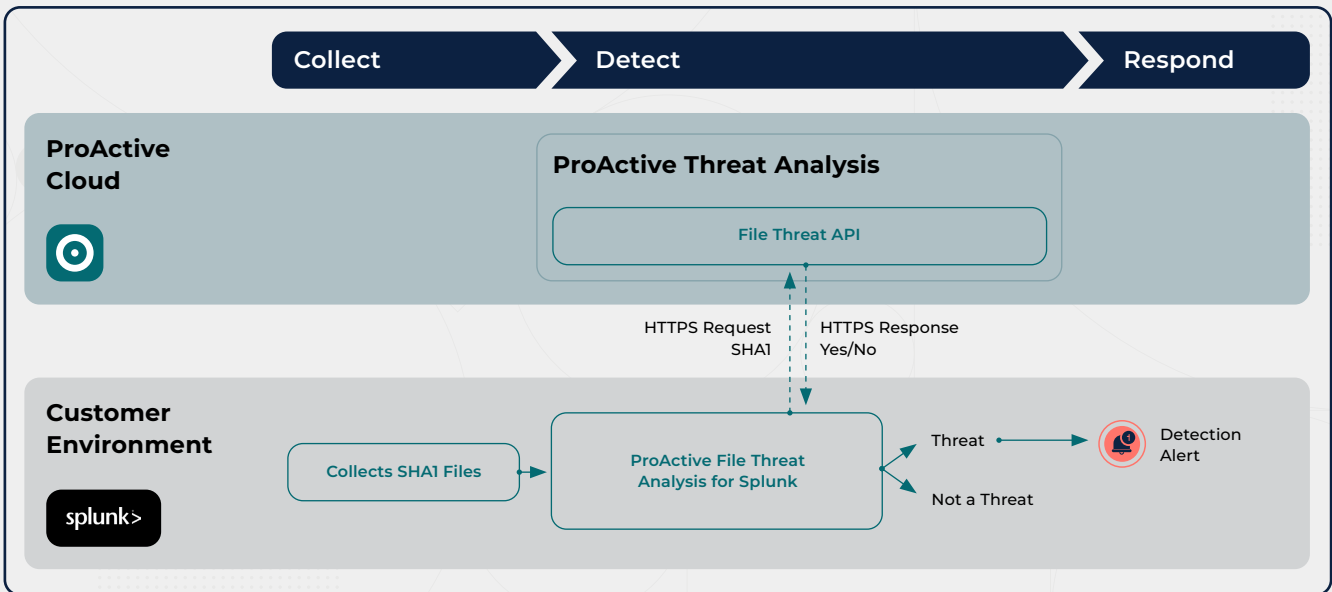 Collect
Detect
Respond
ProActive
Cloud
ProActive Threat Analysis
File Threat API
HTTPS Request
SHA1
HTTPS Response
Yes/No
Customer
Environment
splunk>
Collects SHA1 Files
ProActive File Threat
Analysis for Splunk
Threat
Not a Threat
1
Detection
Alert